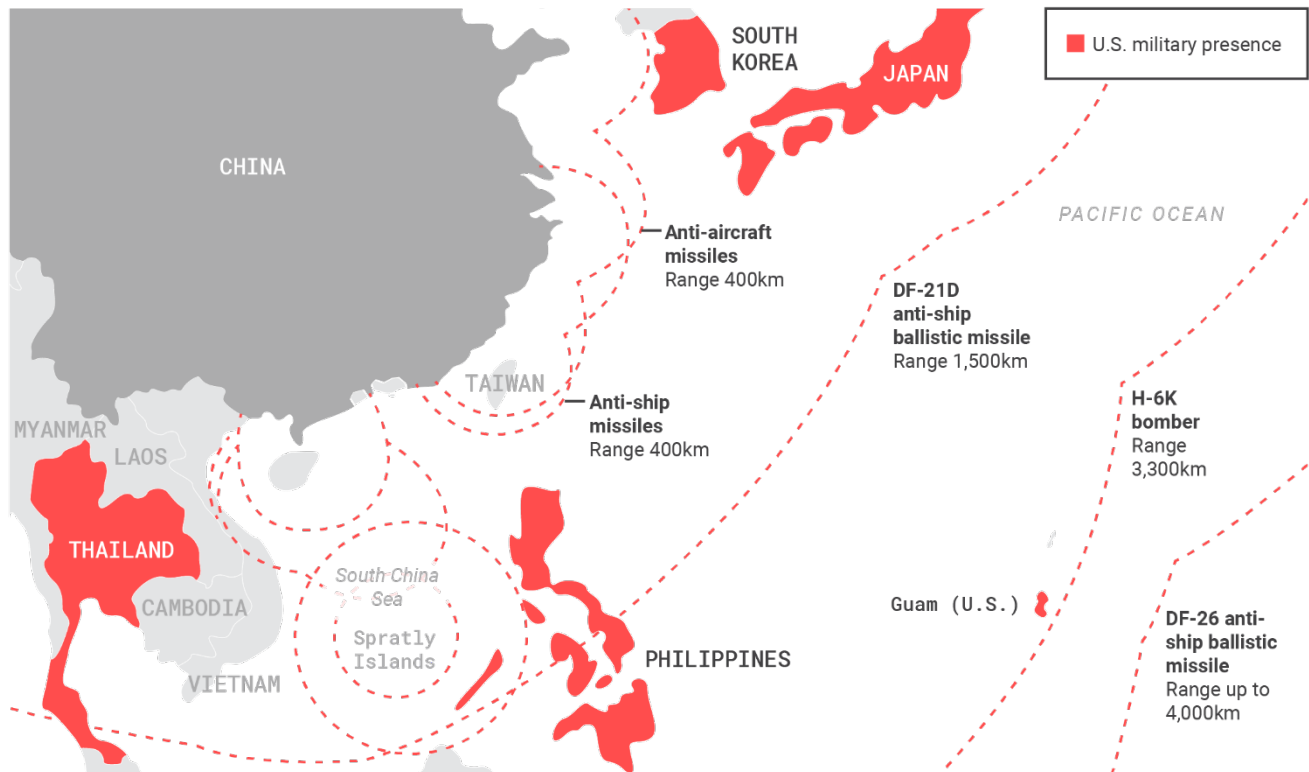 SOUTH
KOREA
U.S. military presence
JAPAN
CHINA
PACIFIC OCEAN
Anti-aircraft
missiles
Range 400km
DF-21D
anti-ship
ballistic missile
Range 1,500km
TAIWAN
Anti-ship
missiles
Range 400km
H-6K
bomber
Range
3,300km
MYANMAR
LAOS
THAILAND
South China
Sea
CAMBODIA
Guam (U.S.)
Spratly
Islands
DF-26 anti-
ship ballistic
missile
Range up to
4,000km
PHILIPPINES
VIETNAM